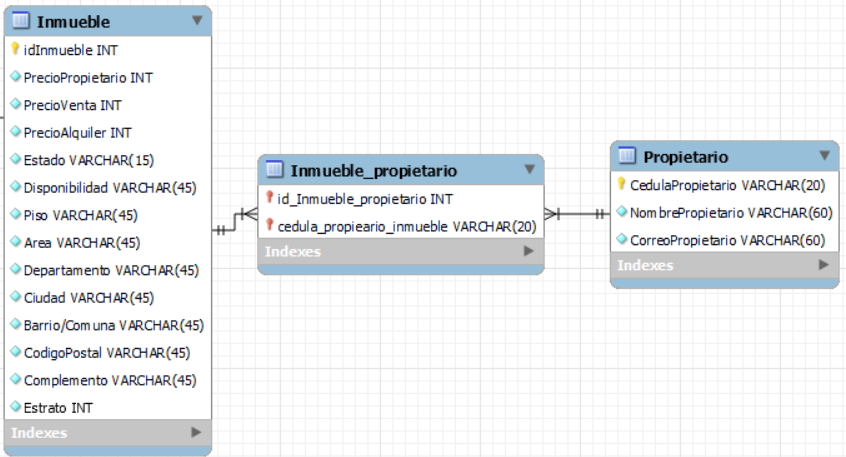 Inmueble
idInmueble INT
PrecioPropietario INT
PrecioVenta INT
PrecioAlquiler INT
Estado VARCHAR(15)
Disponibilidad VARCHAR(45)
Piso VARCHAR(45)
Area VARCHAR(45)
Departamento VARCHAR(45)
Ciudad VARCHAR(45)
Barrio/Comuna VARCHAR(45)
CodigoPostal VARCHAR(45)
Complemento VARCHAR(45)
Estrato INT
Indexes
Inmueble_propietario
id_Inmueble_propietario INT
cedula_propieario_inmueble VARCHAR(20)
Indexes
Propietario
CedulaPropietario VARCHAR(20)
NombrePropietario VARCHAR(60)
CorreoPropietario VARCHAR(60)
Indexes